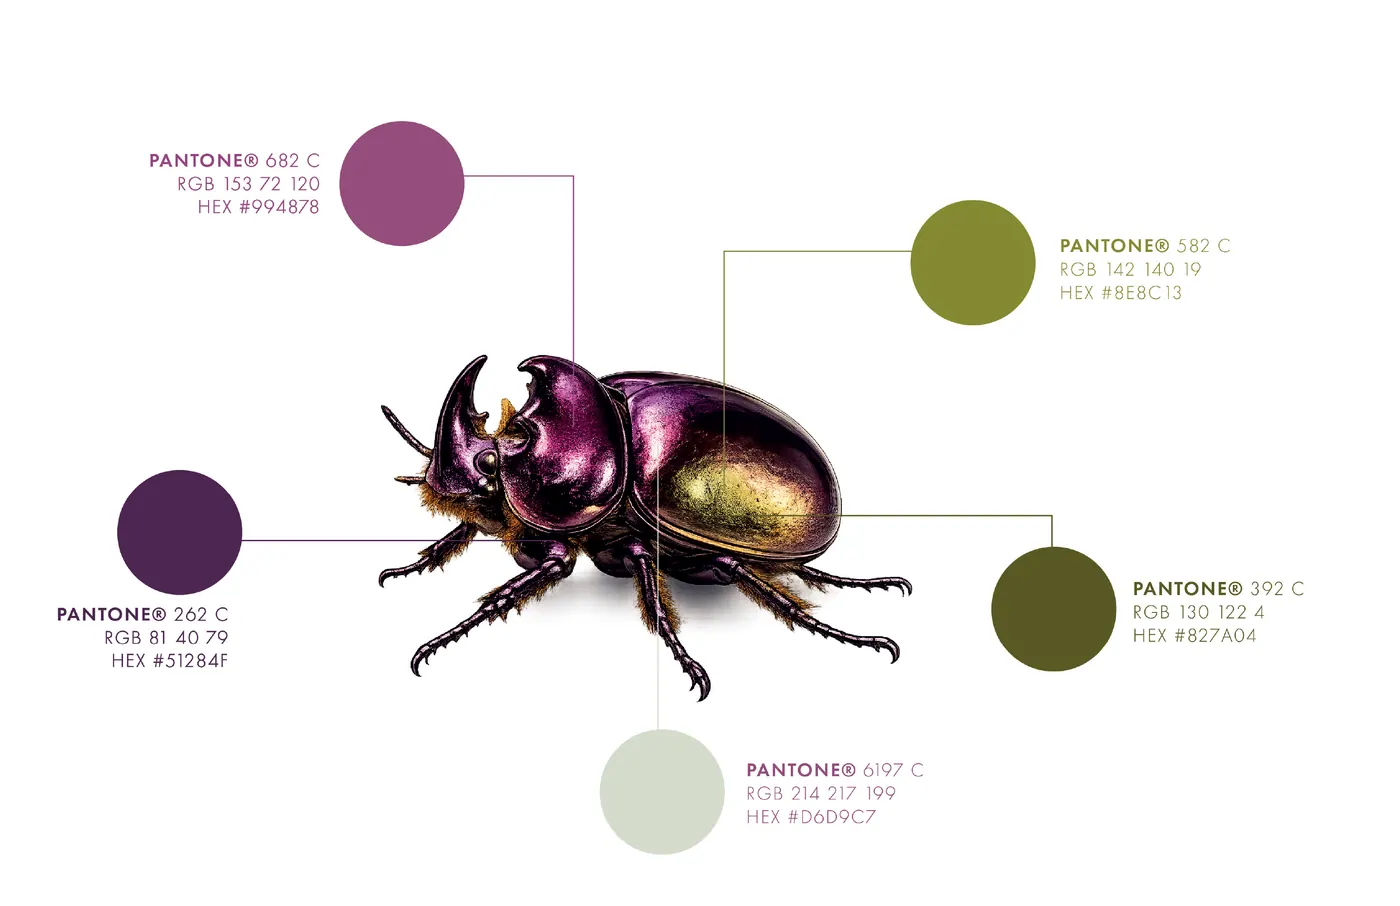 PANTONE® 682 C
RGB 153 72 120
HEX #994878
PANTONE® 582 C
RGB 142 140 19
HEX #8E8C13
PANTONE® 262 C
RGB 81 40 79
HEX #51284F
PANTONE® 392 C
RGB 130 122 4
HEX #827A04
PANTONE® 6197 C
RGB 214 217 199
HEX #D6D9C7